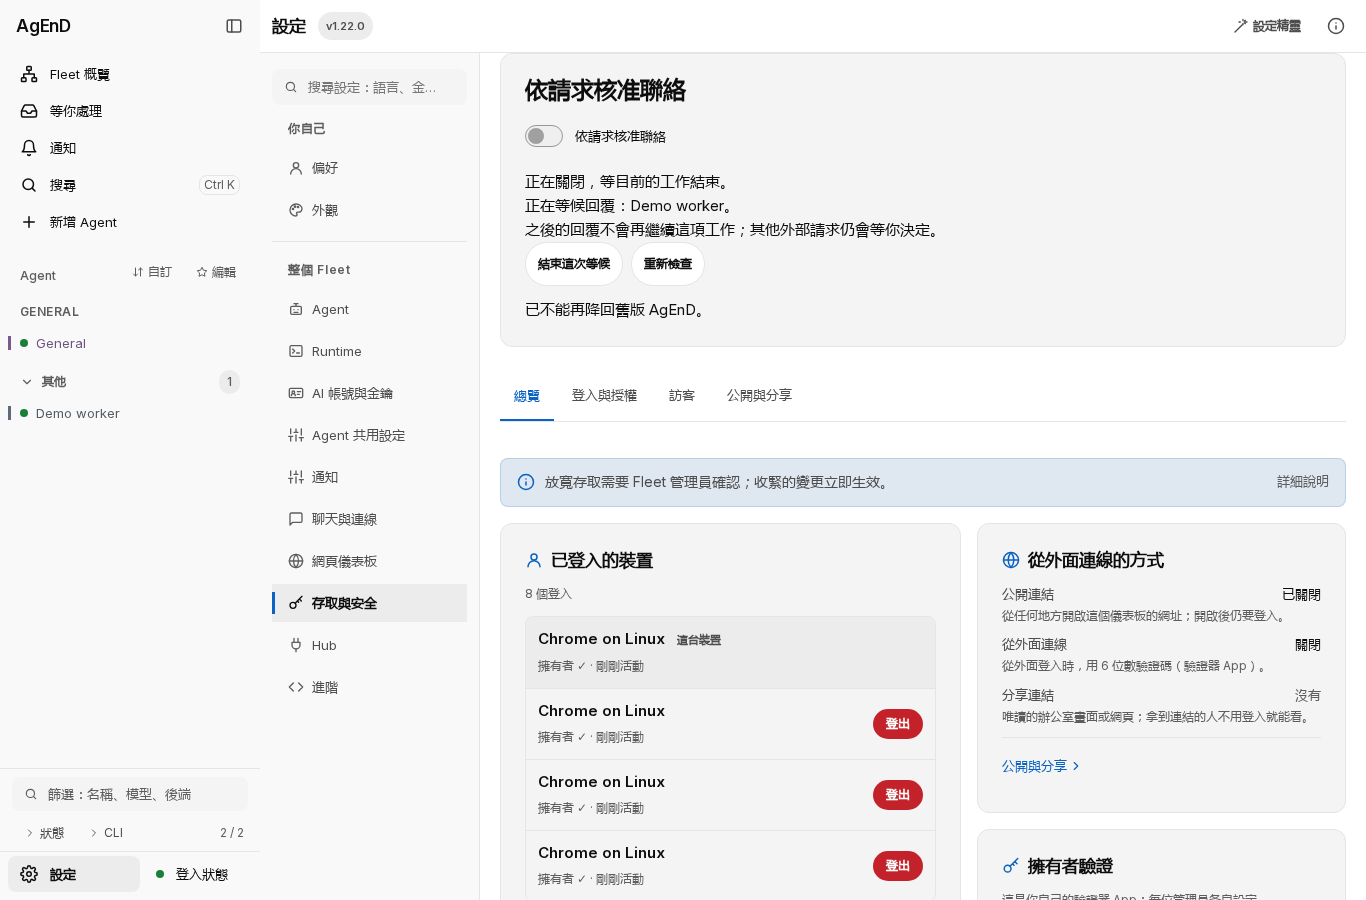 AgEnD
Fleet 概覽
等你處理
通知
搜尋
Ctrl K
新增 Agent
Agent
自訂
編輯
GENERAL
General
其他
1
Demo worker
篩選：名稱、模型、後端
狀態
CLI
2 / 2
設定
登入狀態
設定
v1.22.0
設定精靈
搜尋設定：語言、金…
你自己
偏好
外觀
整個 Fleet
Agent
Runtime
AI 帳號與金鑰
Agent 共用設定
通知
聊天與連線
網頁儀表板
存取與安全
Hub
進階
依請求核准聯絡
依請求核准聯絡
正在關閉，等目前的工作結束。
正在等候回覆：Demo worker。
之後的回覆不會再繼續這項工作；其他外部請求仍會等你決定。
結束這次等候
重新檢查
已不能再降回舊版 AgEnD。
總覽
登入與授權
訪客
公開與分享
放寬存取需要 Fleet 管理員確認；收緊的變更立即生效。
詳細說明
已登入的裝置
8 個登入
Chrome on Linux 這台裝置
擁有者 ✓ · 剛剛活動
Chrome on Linux
擁有者 ✓ · 剛剛活動
登出
Chrome on Linux
擁有者 ✓ · 剛剛活動
登出
Chrome on Linux
擁有者 ✓ · 剛剛活動
登出
從外面連線的方式
公開連結 已關閉
從任何地方開啟這個儀表板的網址；開啟後仍要登入。
從外面連線 關閉
從外面登入時，用 6 位數驗證碼（驗證器 App）。
分享連結 沒有
唯讀的辦公室畫面或網頁；拿到連結的人不用登入就能看。
公開與分享
擁有者驗證
這是你自己的驗證器 App；每位管理員各自設定。